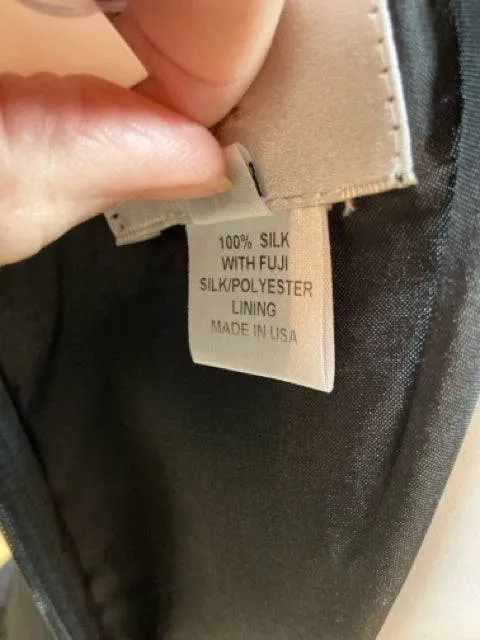 100% SILK
WITH FUJI
SILK/POLYESTER
LINING
MADE IN USA